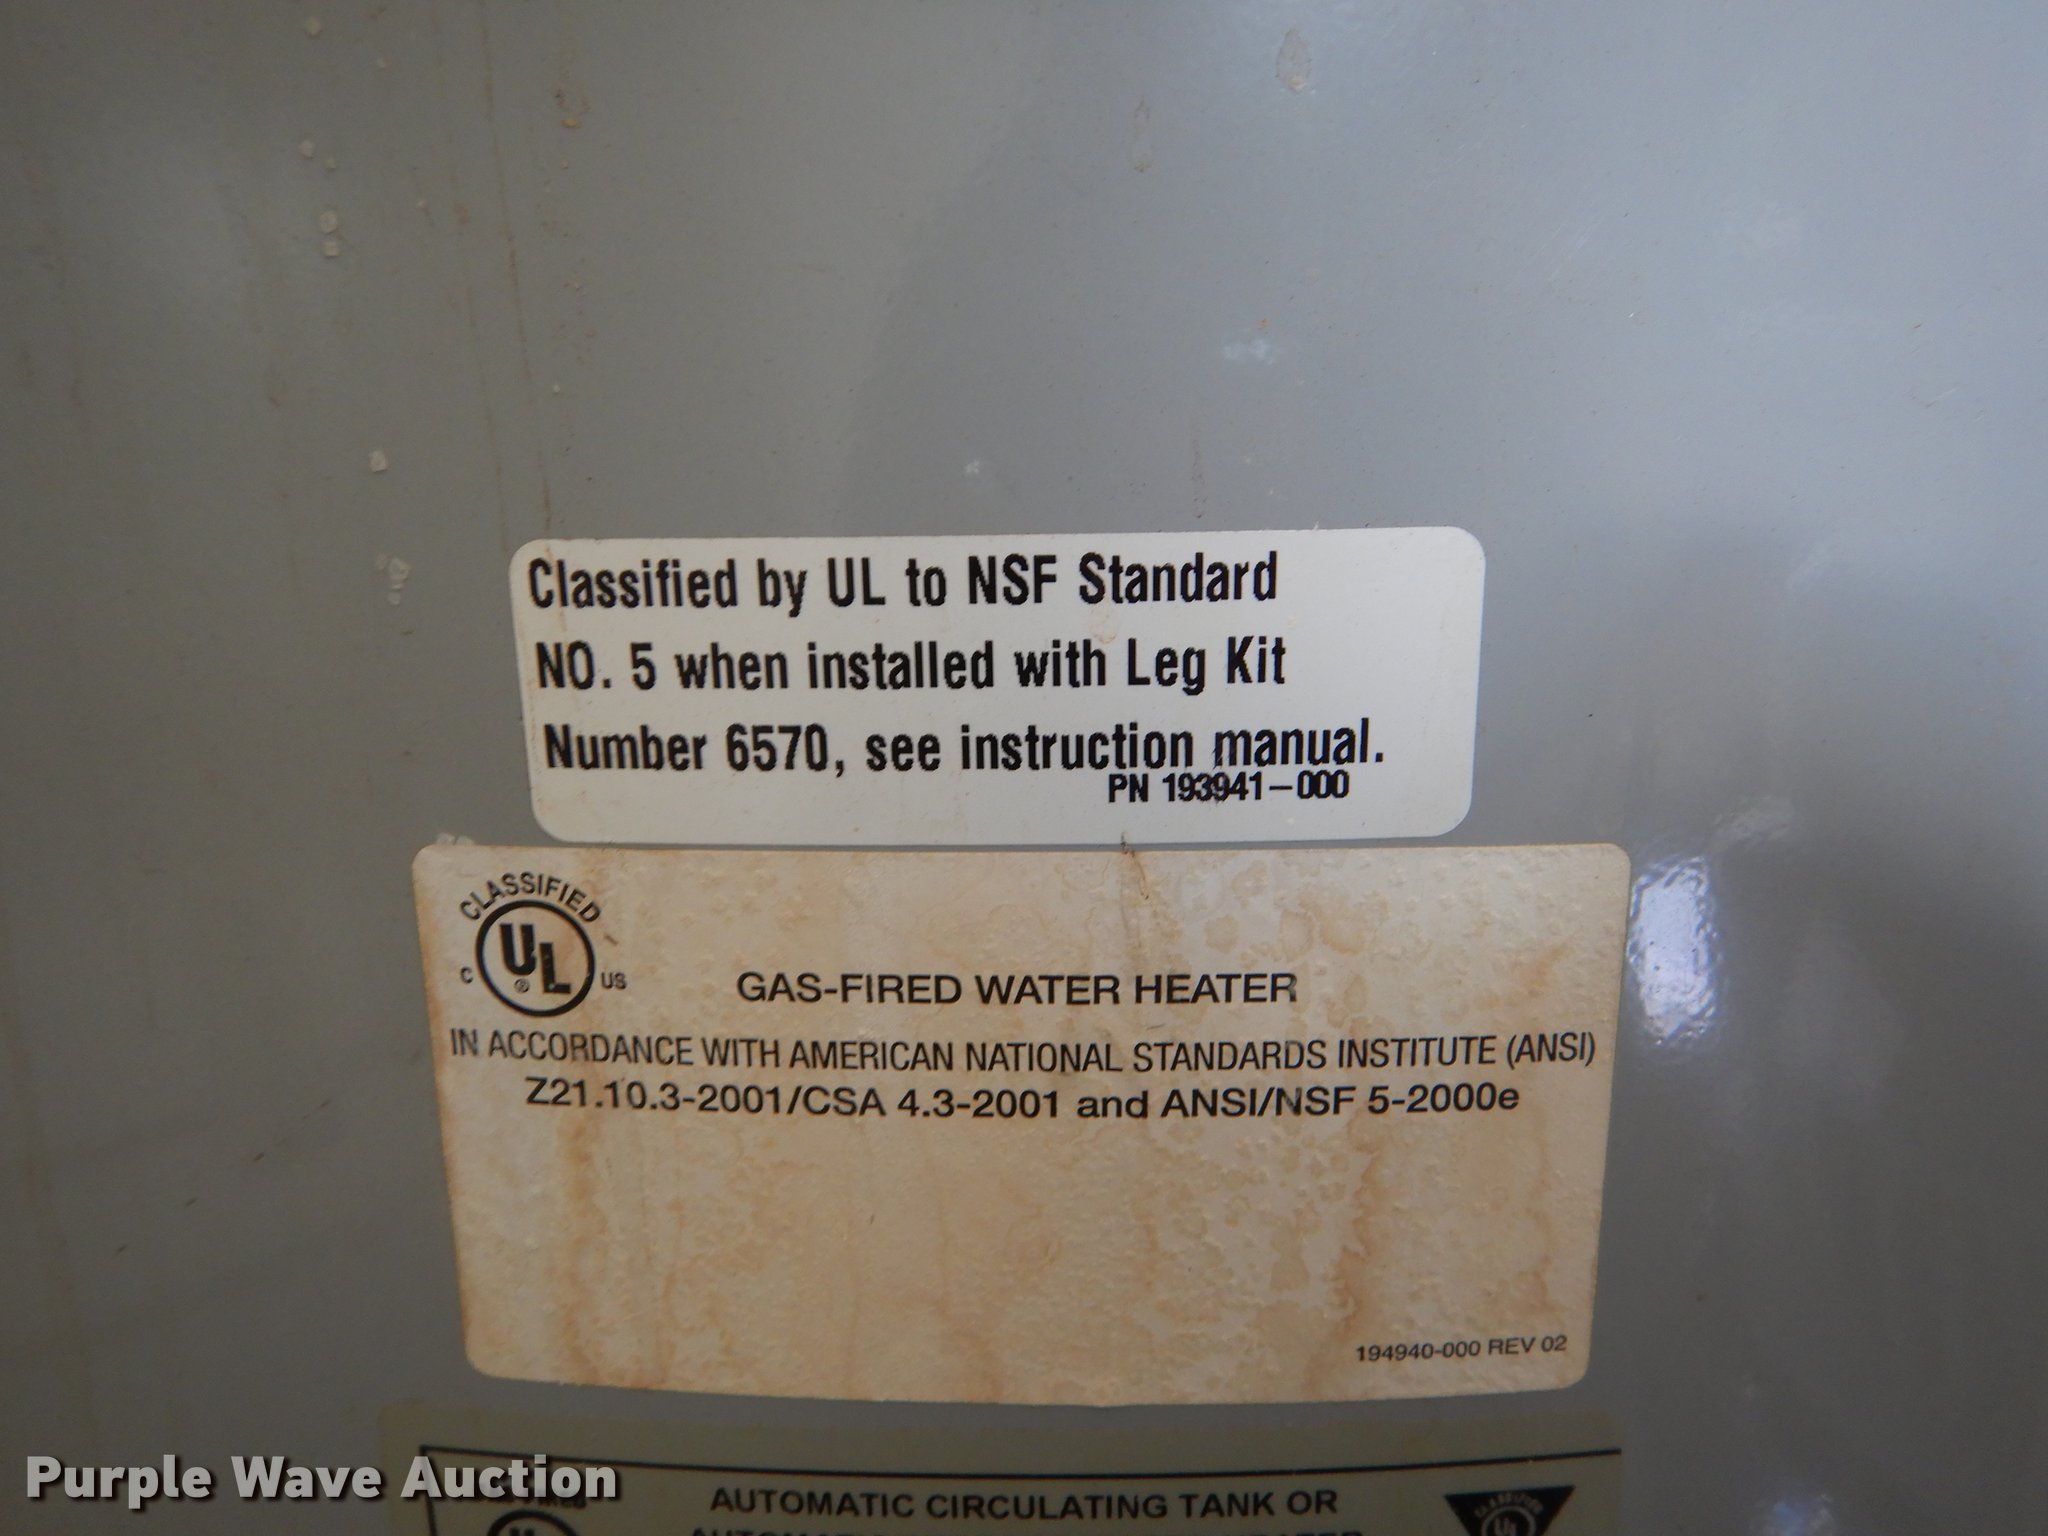 Classified by UL to NSF Standard
NO. 5 when installed with Leg Kit
Number 6570, see instruction manual.
PN 193941-000
CLASSIFIED
C UL® US
GAS-FIRED WATER HEATER
IN ACCORDANCE WITH AMERICAN NATIONAL STANDARDS INSTITUTE (ANSI)
Z21.10.3-2001/CSA 4.3-2001 and ANSI/NSF 5-2000e
194940-000 REV 02
Purple Wave Auction
AUTOMATIC CIRCULATING TANK OR
CLASSIFIED
UL